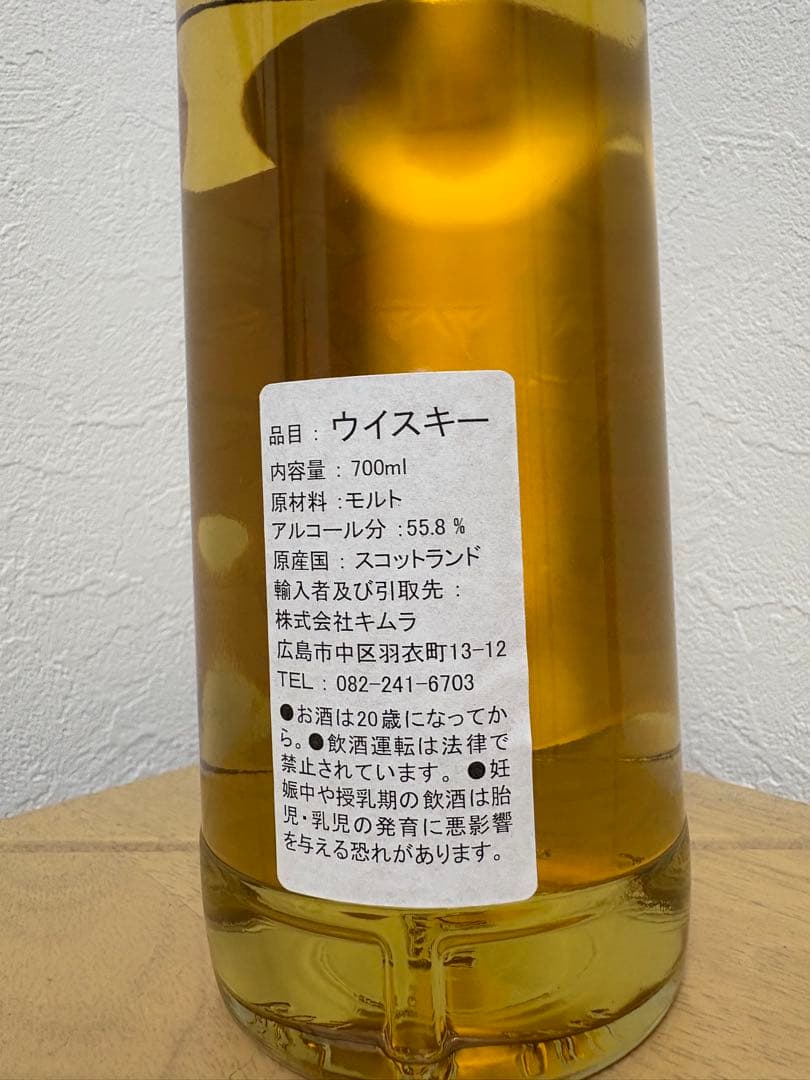 品目 : ウイスキー
内容量 : 700ml
原材料 :モルト
アルコール分 :55.8 %
原産国 : スコットランド
輸入者及び引取先 :
株式会社キムラ
広島市中区羽衣町13-12
TEL : 082-241-6703
●お酒は20歳になってか
ら。●飲酒運転は法律で
禁止されています。●妊
娠中や授乳期の飲酒は胎
児・乳児の発育に悪影響
を与える恐れがあります。